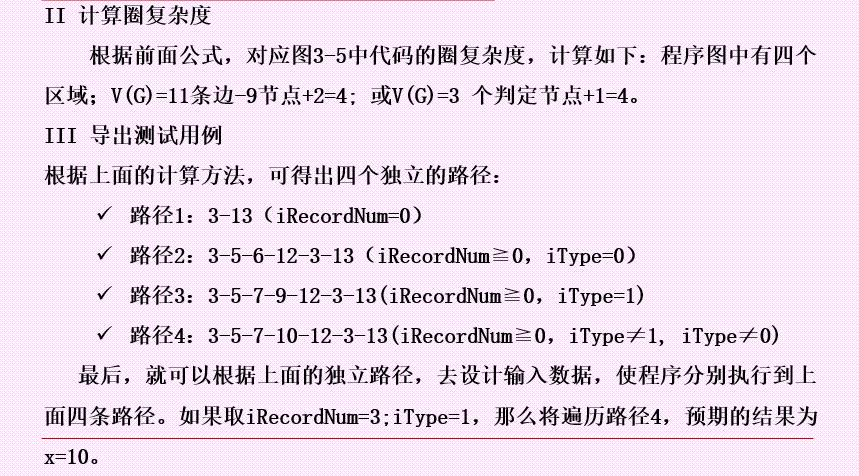 II 计算圈复杂度
根据前面公式，对应图3-5中代码的圈复杂度，计算如下：程序图中有四个
区域；V(G)=11条边-9节点+2=4; 或V(G)=3 个判定节点+1=4。
III 导出测试用例
根据上面的计算方法，可得出四个独立的路径：
✓ 路径1：3-13（iRecordNum=0）
✓ 路径2：3-5-6-12-3-13（iRecordNum≧0，iType=0）
✓ 路径3：3-5-7-9-12-3-13(iRecordNum≧0，iType=1)
✓ 路径4：3-5-7-10-12-3-13(iRecordNum≧0，iType≠1, iType≠0)
最后，就可以根据上面的独立路径，去设计输入数据，使程序分别执行到上
面四条路径。如果取iRecordNum=3;iType=1，那么将遍历路径4，预期的结果为
x=10。